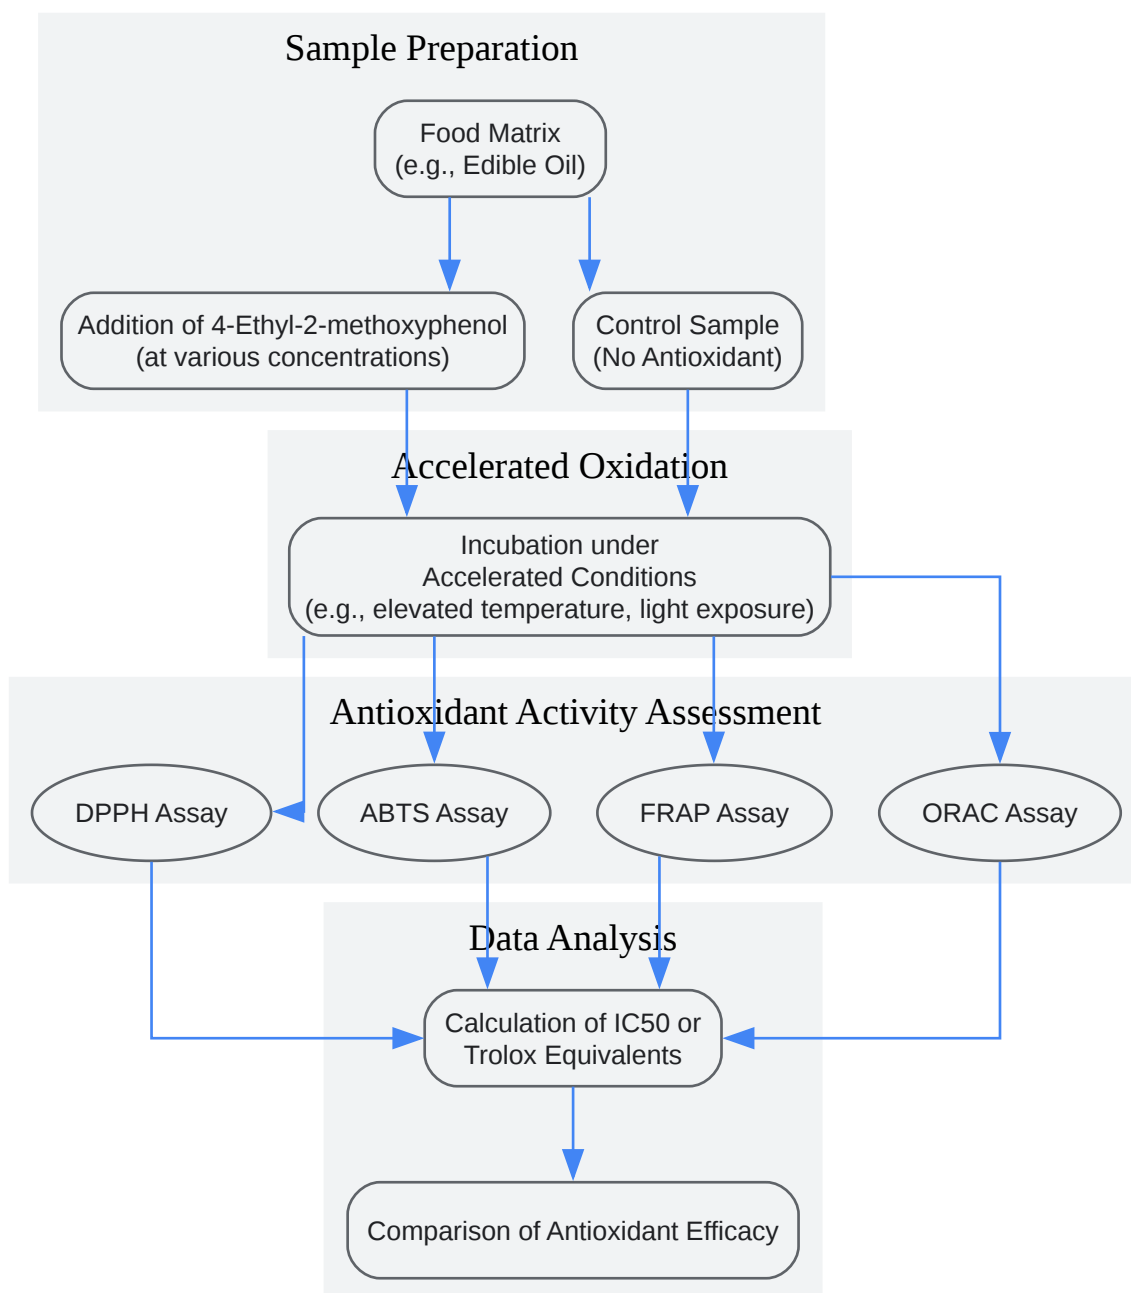 Sample Preparation
Food Matrix
(e.g., Edible Oil)
Addition of 4-Ethyl-2-methoxyphenol
(at various concentrations)
Control Sample
(No Antioxidant)
Accelerated Oxidation
Incubation under
Accelerated Conditions
(e.g., elevated temperature, light exposure)
Antioxidant Activity Assessment
DPPH Assay
ABTS Assay
FRAP Assay
ORAC Assay
Data Analysis
Calculation of IC50 or
Trolox Equivalents
Comparison of Antioxidant Efficacy